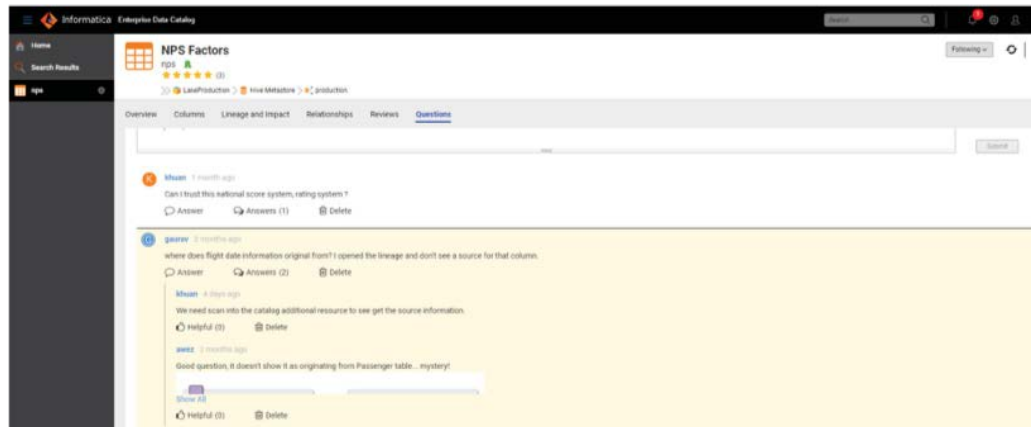 Informatica Enterprise Data Catalog
Search
Home
Search Results
nps
NPS Factors
nps
(3)
LanaProduction > Hive Metastore > production
Following
Overview Columns Lineage and Impact Relationships Reviews Questions
Submit
khuan 1 month ago
Can I trust this national score system, rating system ?
Answer Answers (1) Delete
gaurav 2 months ago
where does flight date information original from? I opened the lineage and don't see a source for that column.
Answer Answers (2) Delete
khuan 4 days ago
We need scan into the catalog additional resource to see get the source information.
Helpful (0) Delete
2 months ago
Good question, it doesn't show it as originating from Passenger table... mystery!
Show All
Helpful (0) Delete